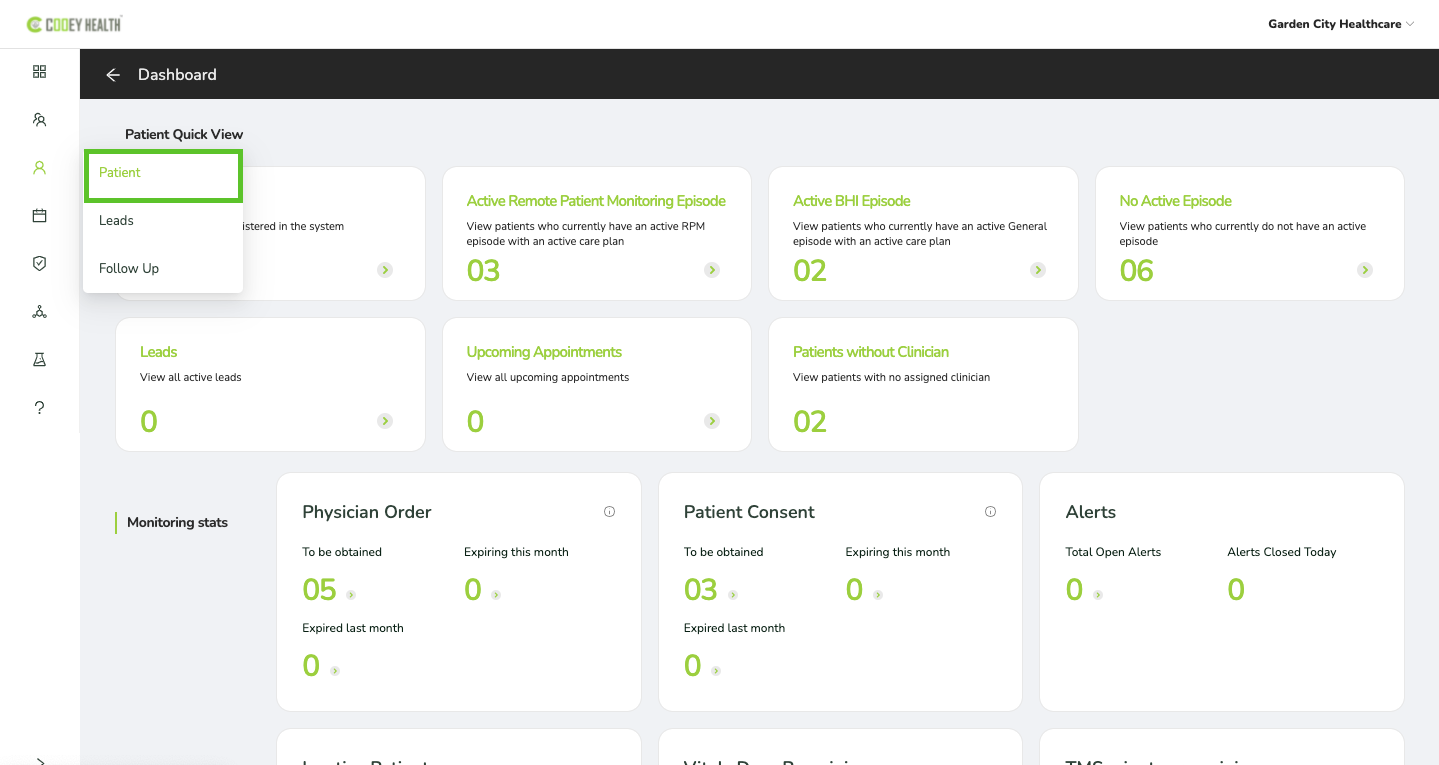 COOEY HEALTH
Garden City Healthcare
Dashboard
Patient Quick View
Patient
Leads
Follow Up
istered in the system
Active Remote Patient Monitoring Episode
View patients who currently have an active RPM
episode with an active care plan
03
Active BHI Episode
View patients who currently have an active General
episode with an active care plan
02
No Active Episode
View patients who currently do not have an active
episode
06
Leads
View all active leads
0
Upcoming Appointments
View all upcoming appointments
0
Patients without Clinician
View patients with no assigned clinician
02
Monitoring stats
Physician Order
To be obtained
Expiring this month
05
0
Expired last month
0
Patient Consent
To be obtained
Expiring this month
03
0
Expired last month
0
Alerts
Total Open Alerts
Alerts Closed Today
0
0